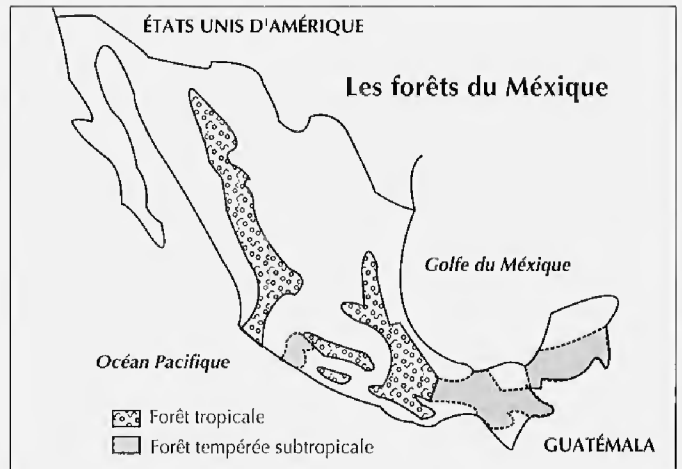 ÉTATS UNIS D'AMÉRIQUE
Les forêts du Méxique
Golfe du Méxique
Océan Pacifique
Forêt tropicale
Forêt tempérée subtropicale
GUATÉMALA